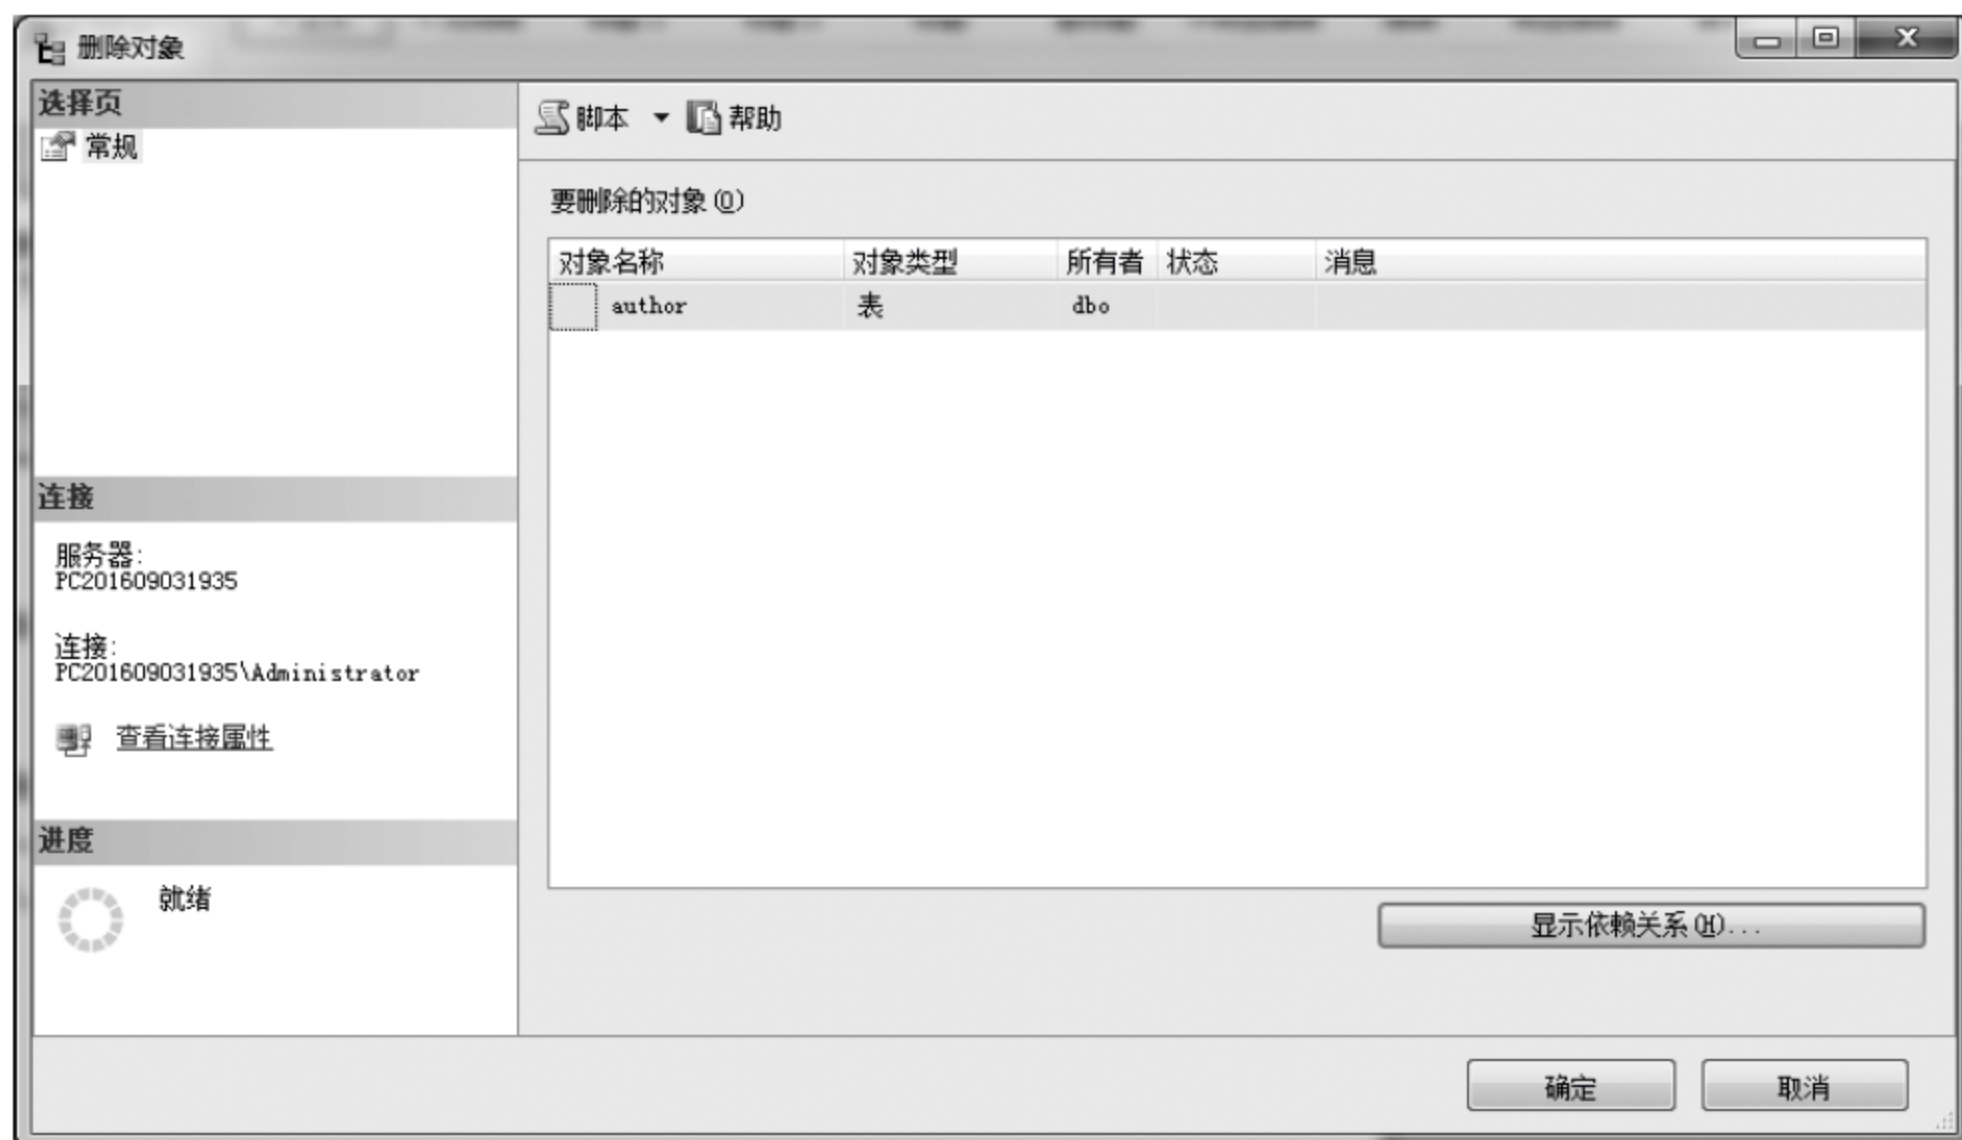 删除对象
选择页
常规
脚本 帮助
要删除的对象(O)
对象名称 对象类型 所有者 状态 消息
author 表 dbo
连接
服务器:
PC201609031935
连接:
PC201609031935\Administrator
查看连接属性
进度
就绪
显示依赖关系(H)...
确定 取消